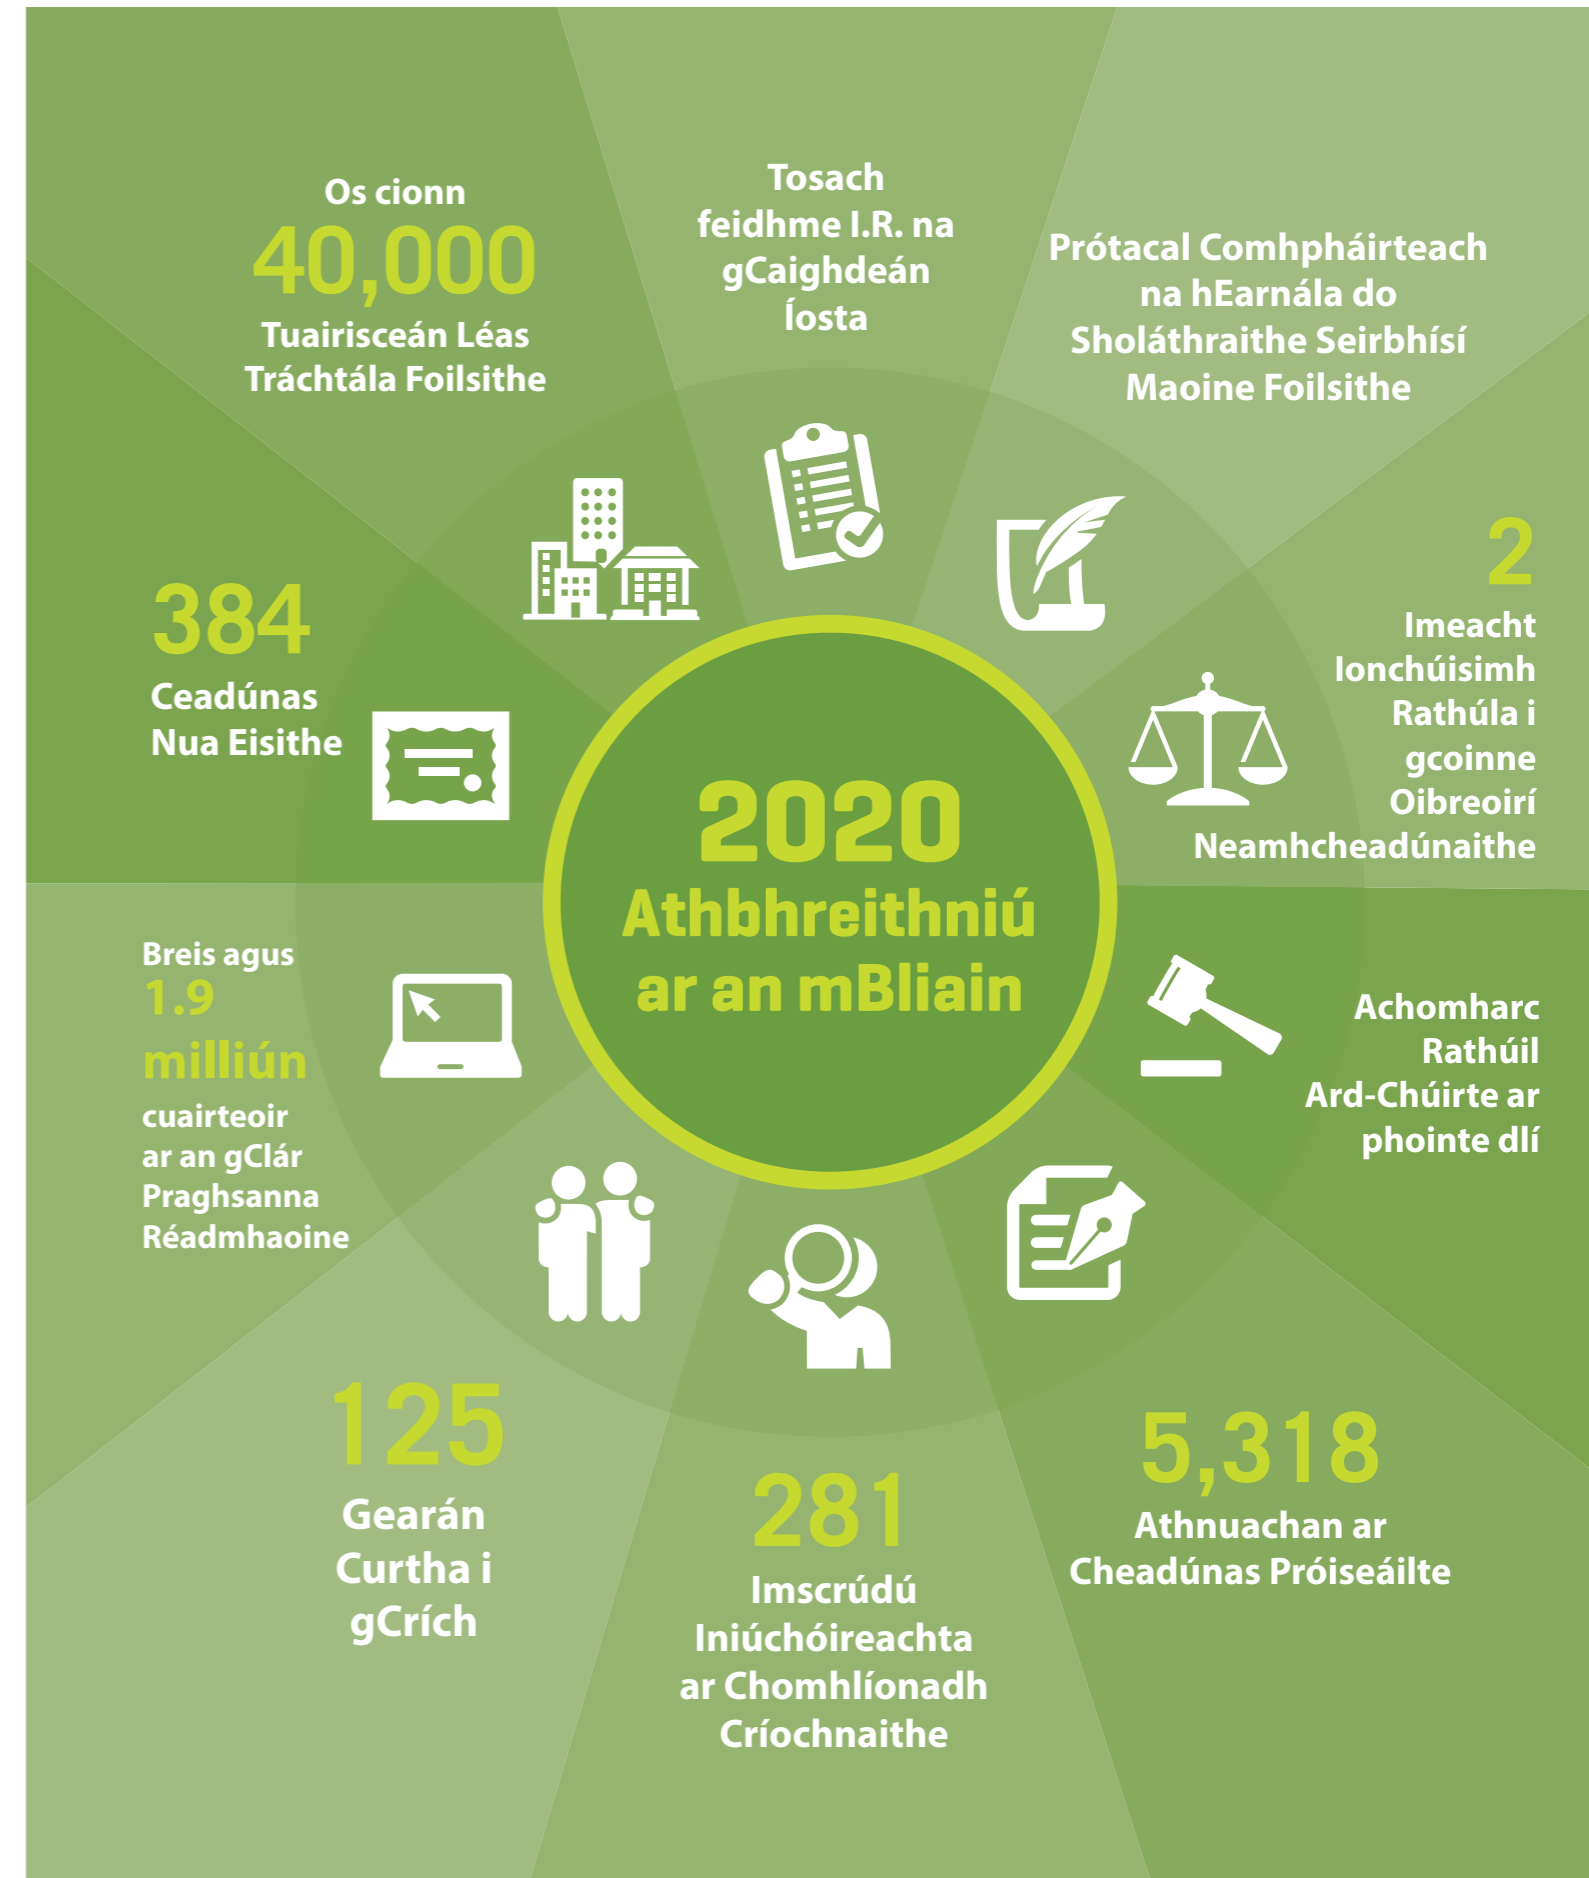 2020
Athbhreithniú
ar an mBliain
Tosach
feidhme I.R. na
gCaighdeán
Íosta
Prótacal Comhpháirteach
na hEarnála do
Sholáthraithe Seirbhísí
Maoine Foilsithe
2
Imeacht
Ionchúisimh
Rathúla i
gcoinne
Oibreoirí
Neamhcheadúnaithe
Achomharc
Rathúil
Ard-Chúirte ar
phointe dlí
5,318
Athnuachan ar
Cheadúnas Próiseáilte
281
Imscrúdú
Iniúchóireachta
ar Chomhlíonadh
Críochnaithe
125
Gearán
Curtha i
gCrích
Breis agus
1.9
milliún
cuairteoir
ar an gClár
Praghsanna
Réadmhaoine
384
Ceadúnas
Nua Eisithe
Os cionn
40,000
Tuairisceán Léas
Tráchtála Foilsithe